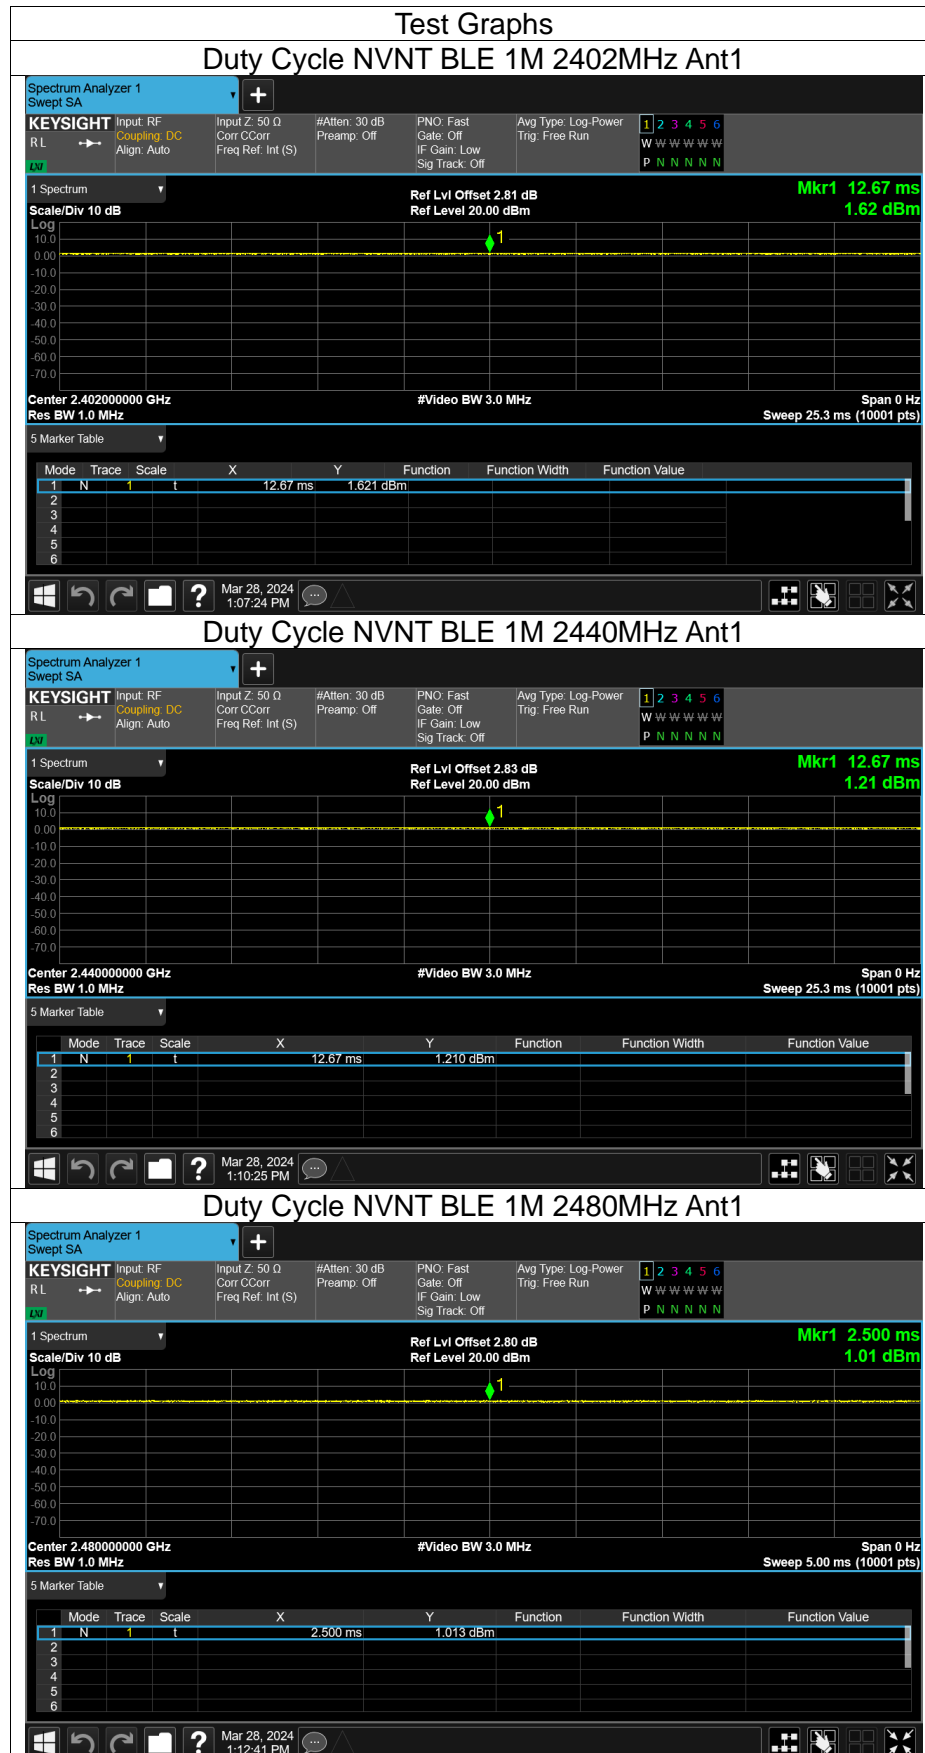 Test Graphs
Duty Cycle NVNT BLE 1M 2402MHz Ant1
Spectrum Analyzer 1
Swept SA
KEYSIGHT Input: RF Input Z: 50 Ω #Atten: 30 dB PNO: Fast Avg Type: Log-Power 1 2 3 4 5 6
RL Coupling: DC Corr CCorr Preamp: Off Gate: Off Trig: Free Run W W W W W W
Align: Auto Freq Ref: Int (S) IF Gain: Low
LXI Sig Track: Off P N N N N N
1 Spectrum Ref Lvl Offset 2.81 dB Mkr1 12.67 ms
Scale/Div 10 dB Ref Level 20.00 dBm 1.62 dBm
Log
10.0 1
0.00
-10.0
-20.0
-30.0
-40.0
-50.0
-60.0
-70.0
Center 2.402000000 GHz #Video BW 3.0 MHz Span 0 Hz
Res BW 1.0 MHz Sweep 25.3 ms (10001 pts)
5 Marker Table
Mode Trace Scale X Y Function Function Width Function Value
1 N 1 t 12.67 ms 1.621 dBm
2
3
4
5
6
? Mar 28, 2024
1:07:24 PM
Duty Cycle NVNT BLE 1M 2440MHz Ant1
Spectrum Analyzer 1
Swept SA
KEYSIGHT Input: RF Input Z: 50 Ω #Atten: 30 dB PNO: Fast Avg Type: Log-Power 1 2 3 4 5 6
RL Coupling: DC Corr CCorr Preamp: Off Gate: Off Trig: Free Run W W W W W W
Align: Auto Freq Ref: Int (S) IF Gain: Low
LXI Sig Track: Off P N N N N N
1 Spectrum Ref Lvl Offset 2.83 dB Mkr1 12.67 ms
Scale/Div 10 dB Ref Level 20.00 dBm 1.21 dBm
Log
10.0 1
0.00
-10.0
-20.0
-30.0
-40.0
-50.0
-60.0
-70.0
Center 2.440000000 GHz #Video BW 3.0 MHz Span 0 Hz
Res BW 1.0 MHz Sweep 25.3 ms (10001 pts)
5 Marker Table
Mode Trace Scale X Y Function Function Width Function Value
1 N 1 t 12.67 ms 1.210 dBm
2
3
4
5
6
? Mar 28, 2024
1:10:25 PM
Duty Cycle NVNT BLE 1M 2480MHz Ant1
Spectrum Analyzer 1
Swept SA
KEYSIGHT Input: RF Input Z: 50 Ω #Atten: 30 dB PNO: Fast Avg Type: Log-Power 1 2 3 4 5 6
RL Coupling: DC Corr CCorr Preamp: Off Gate: Off Trig: Free Run W W W W W W
Align: Auto Freq Ref: Int (S) IF Gain: Low
LXI Sig Track: Off P N N N N N
1 Spectrum Ref Lvl Offset 2.80 dB Mkr1 2.500 ms
Scale/Div 10 dB Ref Level 20.00 dBm 1.01 dBm
Log
10.0 1
0.00
-10.0
-20.0
-30.0
-40.0
-50.0
-60.0
-70.0
Center 2.480000000 GHz #Video BW 3.0 MHz Span 0 Hz
Res BW 1.0 MHz Sweep 5.00 ms (10001 pts)
5 Marker Table
Mode Trace Scale X Y Function Function Width Function Value
1 N 1 t 2.500 ms 1.013 dBm
2
3
4
5
6
? Mar 28, 2024
1:12:41 PM